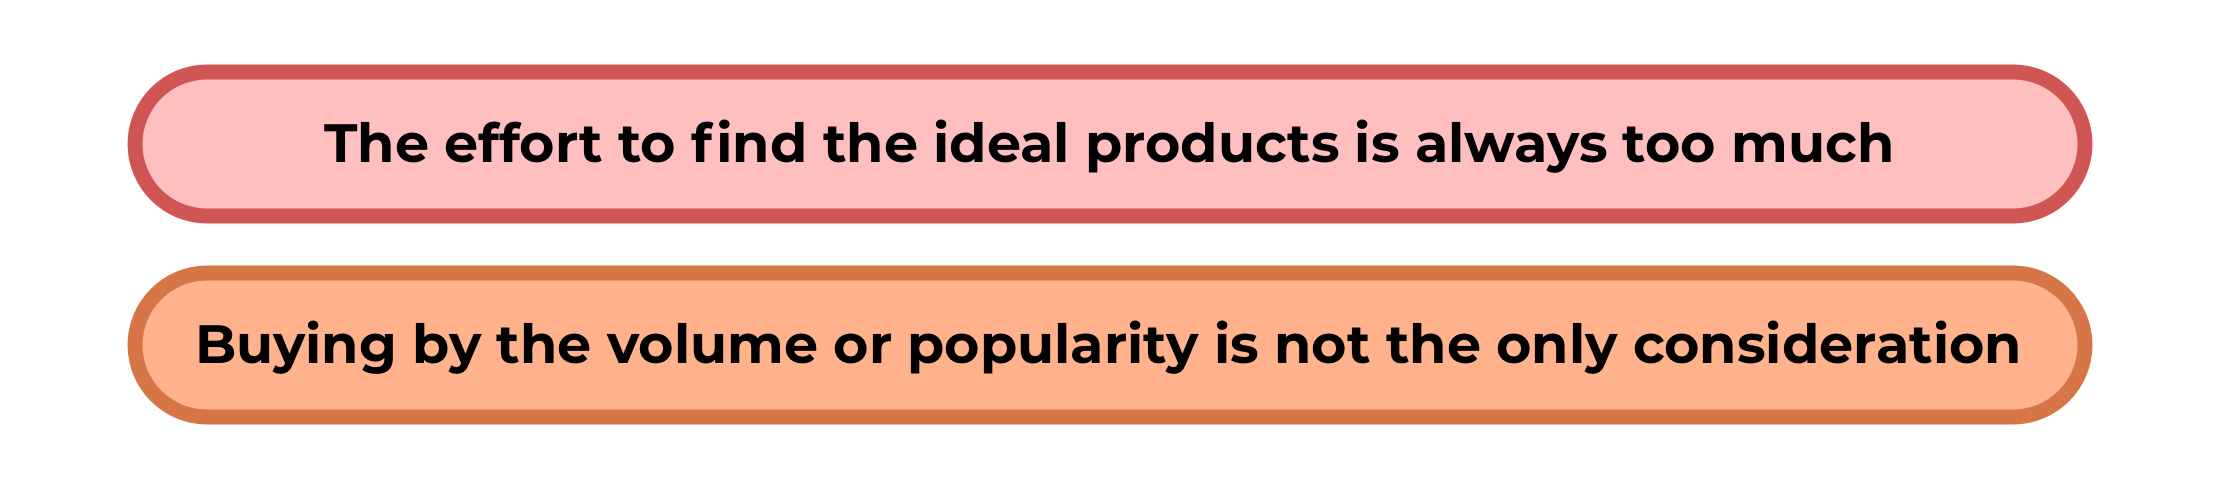 The effort to find the ideal products is always too much
Buying by the volume or popularity is not the only consideration